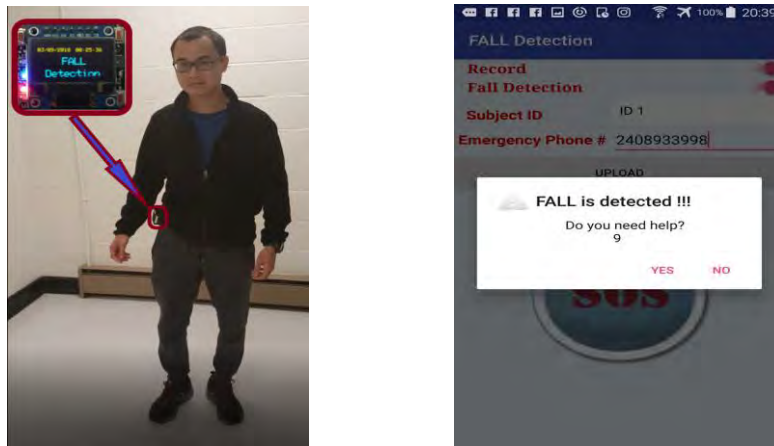 FALL
Detection
100% 20:39
FALL Detection
Record
Fall Detection
Subject ID ID 1
Emergency Phone # 2408933998
UPLOAD
FALL is detected !!!
Do you need help?
9
YES NO
SOS